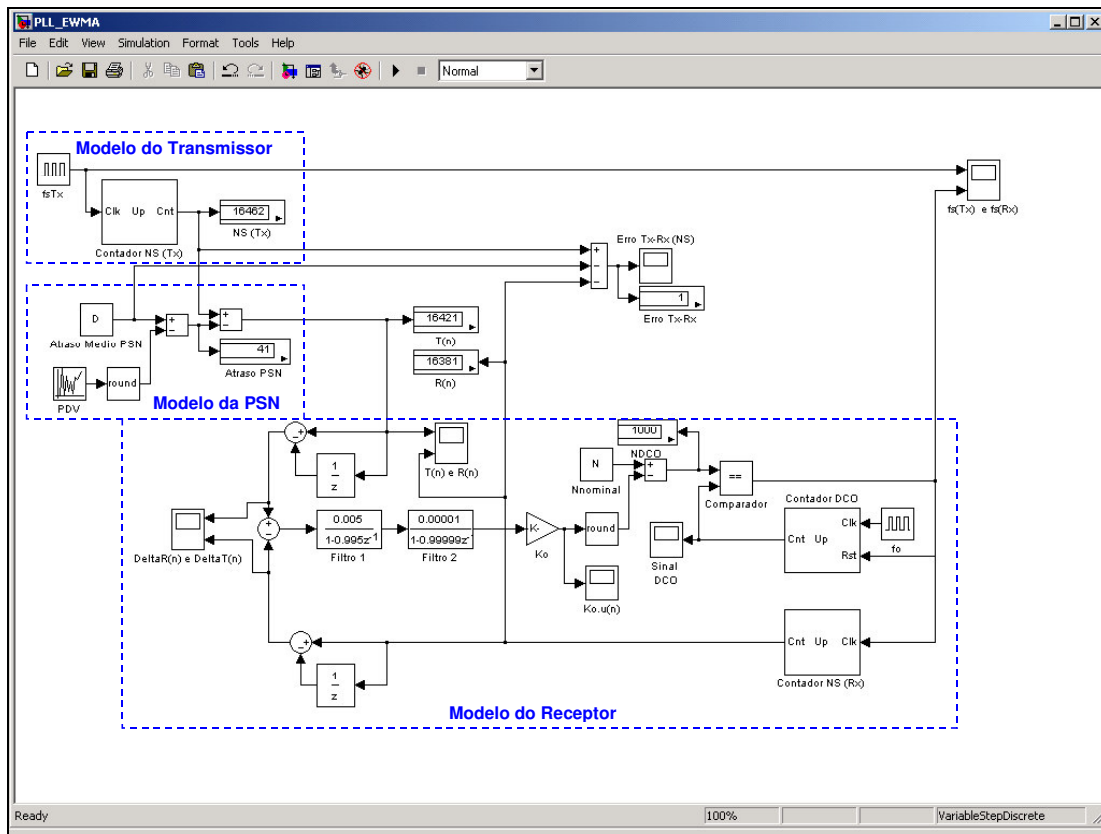 PLL_EWMA
File Edit View Simulation Format Tools Help
Normal
Modelo do Transmissor
fsTx
Clk Up Cnt
Contador NS (Tx)
16462
NS (Tx)
fs(Tx) e fs(Rx)
Erro Tx-Rx (NS)
1
Erro Tx-Rx
D
Atraso Medio PSN
41
Atraso PSN
PDV
round
Modelo da PSN
16421
T(n)
16381
R(n)
1
z
T(n) e R(n)
DeltaR(n) e DeltaT(n)
0.005
1-0.995z-1
Filtro 1
0.00001
1-0.99999z-1
Filtro 2
K-
Ko
round
Ko.u(n)
N
Nnominal
1000
NDCO
==
Comparador
Sinal
DCO
Contador DCO
Clk
Cnt Up
Rst
fo
Cnt Up Clk
Contador NS (Rx)
1
z
Modelo do Receptor
Ready
100%
VariableStepDiscrete